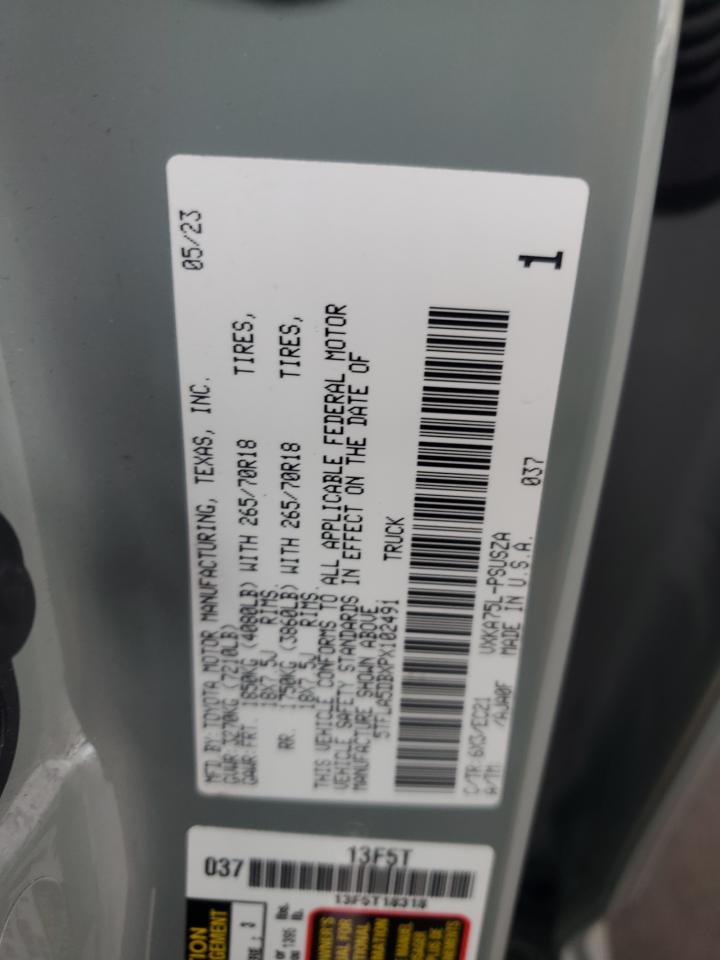 MFD. BY: TOYOTA MOTOR MANUFACTURING, TEXAS, INC. 05/23
GVWR 3270KG (7210LB)
GAWR FRT. 1850KG (4080LB) WITH 265/70R18 TIRES,
18X7.5J RIMS.
RR. 1750KG (3860LB) WITH 265/70R18 TIRES,
18X7.5J RIMS.
THIS VEHICLE CONFORMS TO ALL APPLICABLE FEDERAL MOTOR
VEHICLE SAFETY STANDARDS IN EFFECT ON THE DATE OF
MANUFACTURE SHOWN ABOVE.
5TFLA5DBXPX102491 TRUCK
C/TR:6X3/EC21 VXKA75L-PSUSZA 037
A/TM /AJA0F MADE IN U.S.A.
1
13F5T
037
13F5T18318